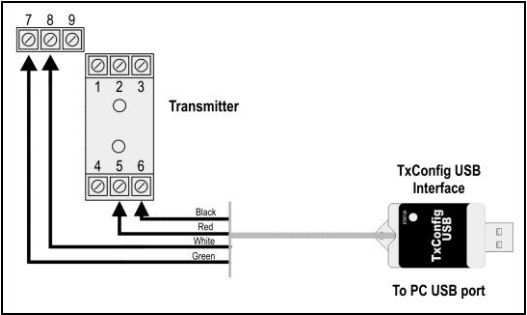 7 8 9
1 2 3
Transmitter
4 5 6
TxConfig USB
Interface
Black
Red
White
Green
TxConfig
USB
To PC USB port